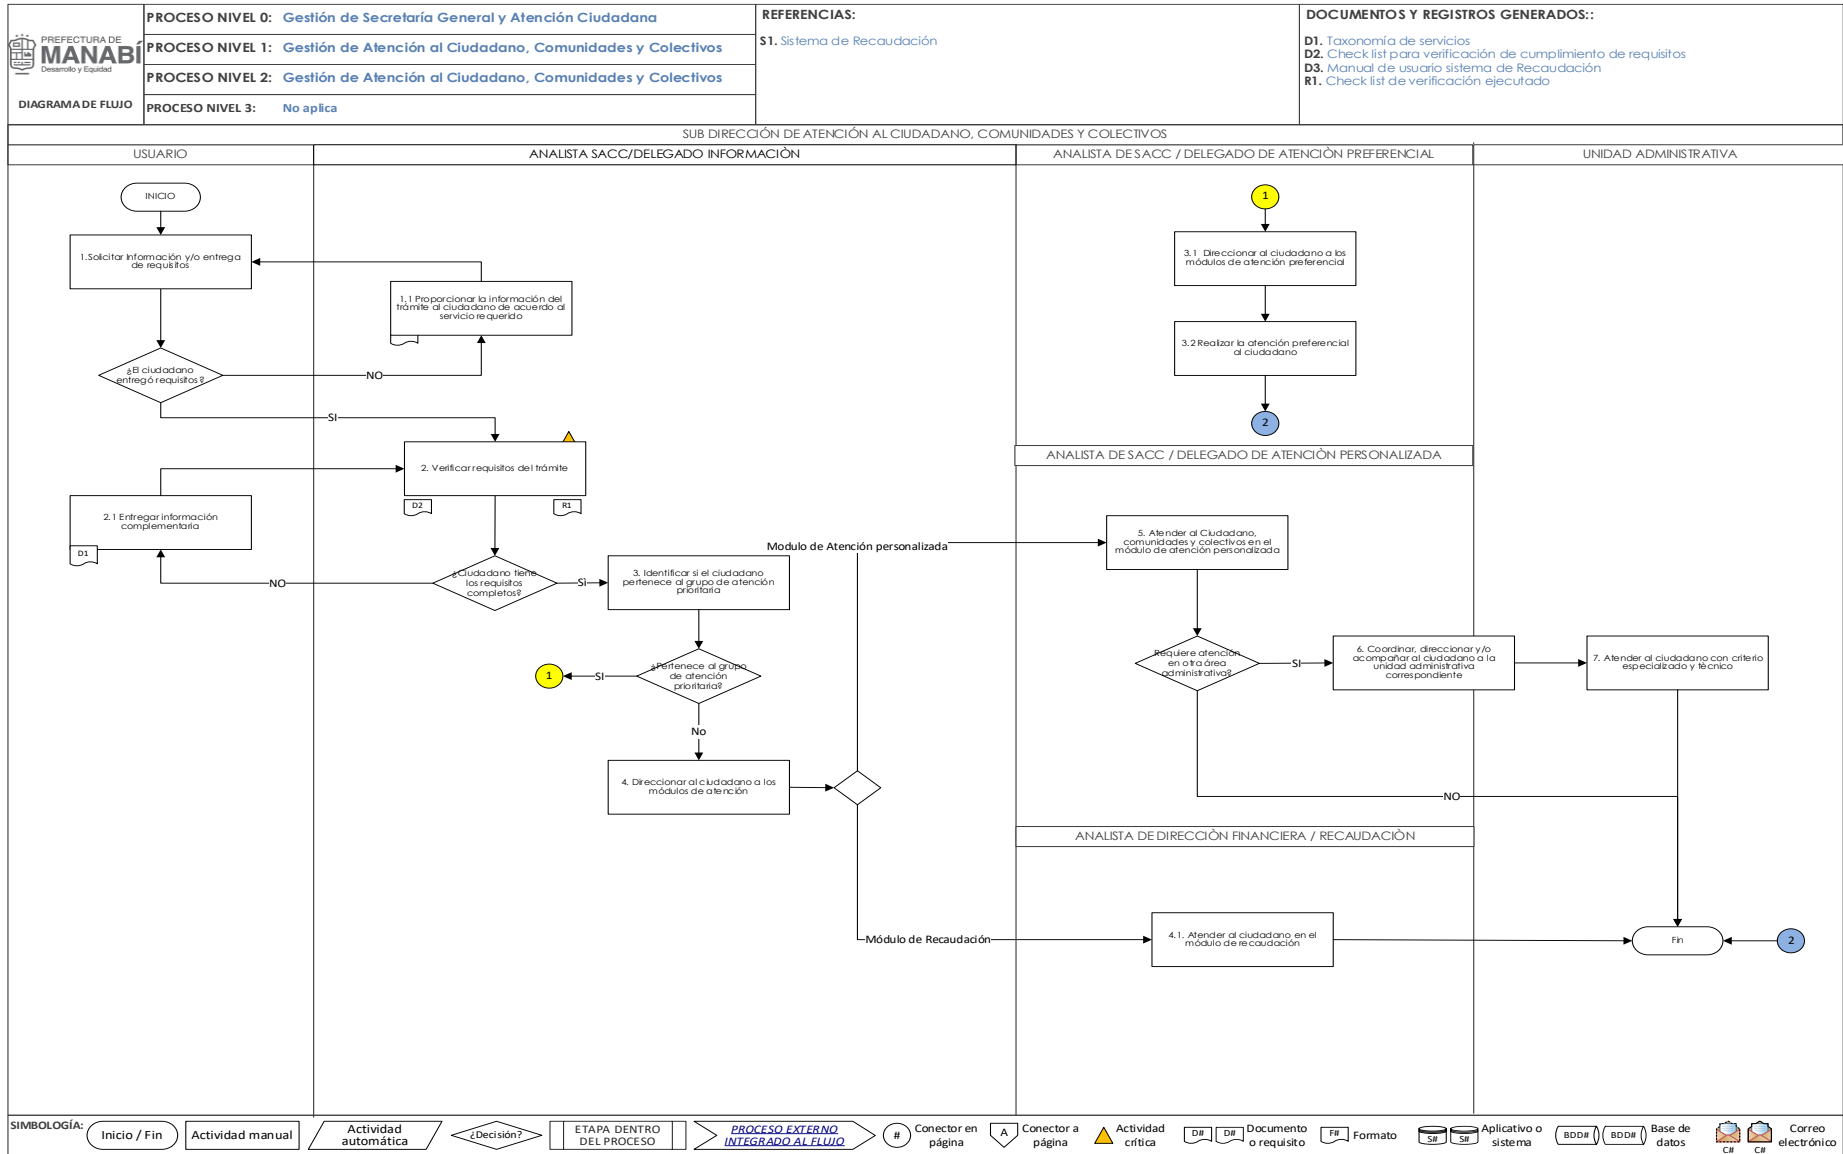 PREFECTURA DE
MANABÍ
Desarrollo y Equidad
DIAGRAMA DE FLUJO
PROCESO NIVEL 0: Gestión de Secretaría General y Atención Ciudadana
PROCESO NIVEL 1: Gestión de Atención al Ciudadano, Comunidades y Colectivos
PROCESO NIVEL 2: Gestión de Atención al Ciudadano, Comunidades y Colectivos
PROCESO NIVEL 3: No aplica
REFERENCIAS:
S1. Sistema de Recaudación
DOCUMENTOS Y REGISTROS GENERADOS::
D1. Taxonomía de servicios
D2. Check list para verificación de cumplimiento de requisitos
D3. Manual de usuario sistema de Recaudación
R1. Check list de verificación ejecutado
SUB DIRECCIÓN DE ATENCIÓN AL CIUDADANO, COMUNIDADES Y COLECTIVOS
USUARIO
ANALISTA SACC/DELEGADO INFORMACIÒN
ANALISTA DE SACC / DELEGADO DE ATENCIÒN PREFERENCIAL
UNIDAD ADMINISTRATIVA
INICIO
1.Solicitar Información y/o entrega
de requisitos
1.1 Proporcionar la información del
trámite al ciudadano de acuerdo al
servicio requerido
¿El ciudadano
entregó requisitos?
NO
SI
2. Verificar requisitos del trámite
D2
R1
2.1 Entregar información
complementaria
D1
¿Ciudadano tiene
los requisitos
completos?
NO
Sì
3. Identificar si el ciudadano
pertenece al grupo de atención
prioritaria
¿Pertenece al grupo
de atención
prioritaria?
SI
1
No
4. Direccionar al ciudadano a los
módulos de atención
Modulo de Atención personalizada
Módulo de Recaudación
1
3.1 Direccionar al ciudadano a los
módulos de atención preferencial
3.2 Realizar la atención preferencial
al ciudadano
2
ANALISTA DE SACC / DELEGADO DE ATENCIÒN PERSONALIZADA
5. Atender al Ciudadano,
comunidades y colectivos en el
módulo de atención personalizada
Requiere atención
en otra área
administrativa?
SI
6. Coordinar, direccionar y/o
acompañar al ciudadano a la
unidad administrativa
correspondiente
7. Atender al ciudadano con criterio
especializado y técnico
NO
ANALISTA DE DIRECCIÒN FINANCIERA / RECAUDACIÒN
4.1. Atender al ciudadano en el
módulo de recaudación
Fin
2
SIMBOLOGÍA:
Inicio / Fin
Actividad manual
Actividad
automática
¿Decisión?
ETAPA DENTRO
DEL PROCESO
PROCESO EXTERNO
INTEGRADO AL FLUJO
#
Conector en
página
A
Conector a
página
Actividad
crítica
D#
D#
Documento
o requisito
F#
Formato
S#
S#
Aplicativo o
sistema
BDD#
BDD#
Base de
datos
C#
C#
Correo
electrónico